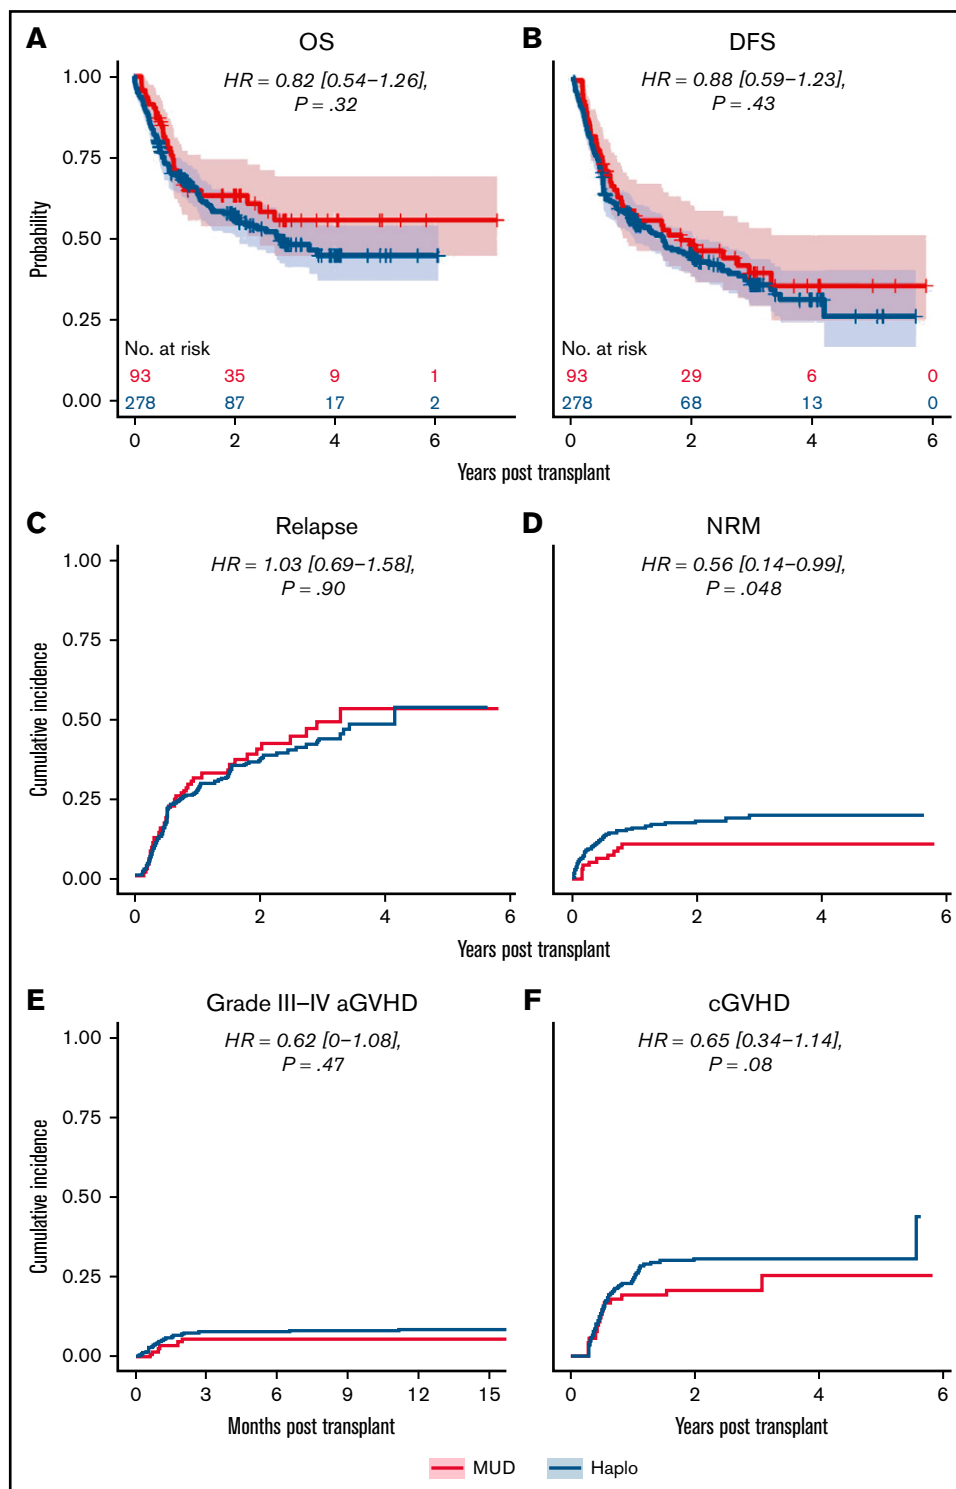 A
OS
HR = 0.82 [0.54–1.26],
P = .32
Probability
1.00
0.75
0.50
0.25
0.00
No. at risk
93 35 9 1
278 87 17 2
0 2 4 6
B
DFS
HR = 0.88 [0.59–1.23],
P = .43
No. at risk
93 29 6 0
278 68 13 0
0 2 4 6
Years post transplant
C
Relapse
HR = 1.03 [0.69–1.58],
P = .90
Cumulative incidence
1.00
0.75
0.50
0.25
0.00
0 2 4 6
D
NRM
HR = 0.56 [0.14–0.99],
P = .048
0 2 4 6
Years post transplant
E
Grade III–IV aGVHD
HR = 0.62 [0–1.08],
P = .47
Cumulative incidence
1.00
0.75
0.50
0.25
0.00
0 3 6 9 12 15
Months post transplant
F
cGVHD
HR = 0.65 [0.34–1.14],
P = .08
0 2 4 6
Years post transplant
MUD Haplo